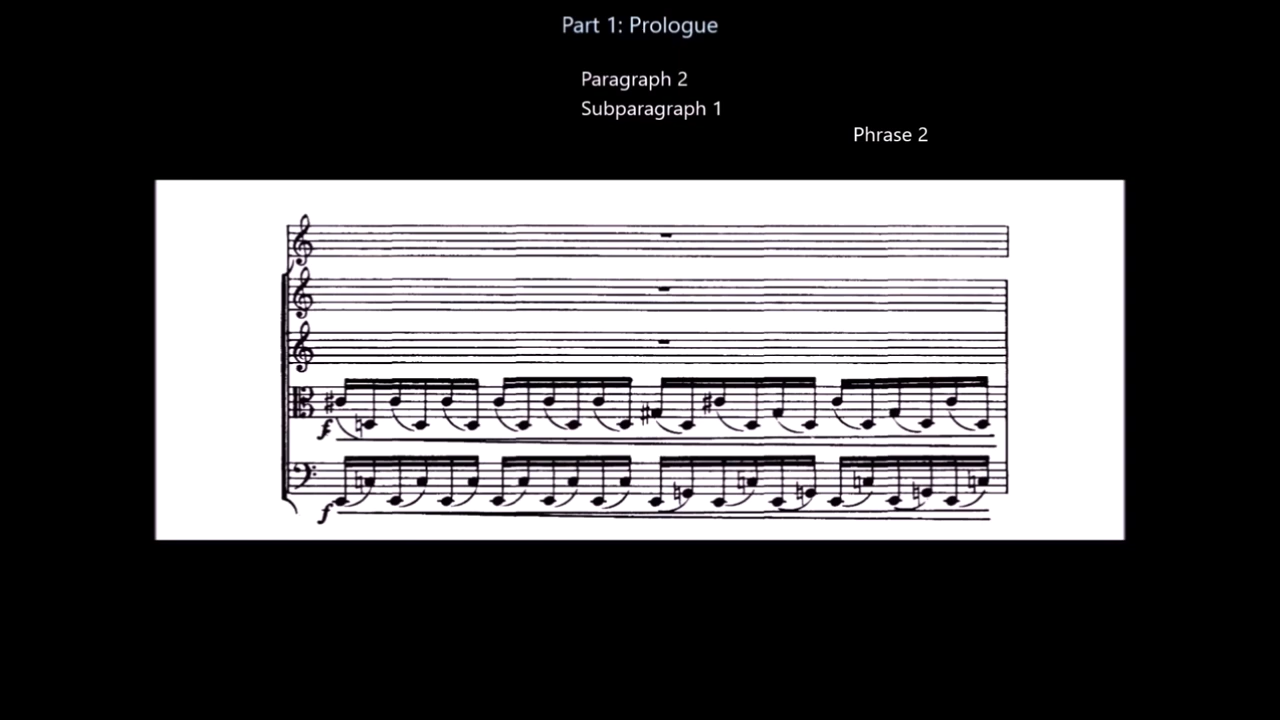 Part 1: Prologue
Paragraph 2
Subparagraph 1
Phrase 2
f
f